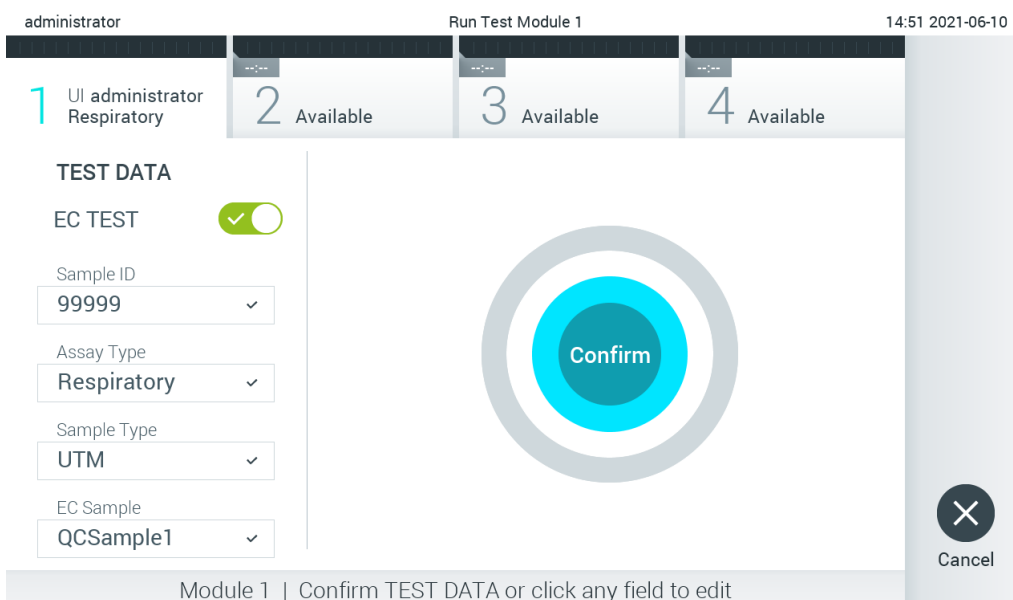 administrator Run Test Module 1 14:51 2021-06-10
--:-- --:-- --:--
1 UI administrator
Respiratory
2 Available
3 Available
4 Available
TEST DATA
EC TEST
Sample ID
99999
Assay Type
Respiratory
Sample Type
UTM
EC Sample
QCSample1
Confirm
Cancel
Module 1 | Confirm TEST DATA or click any field to edit